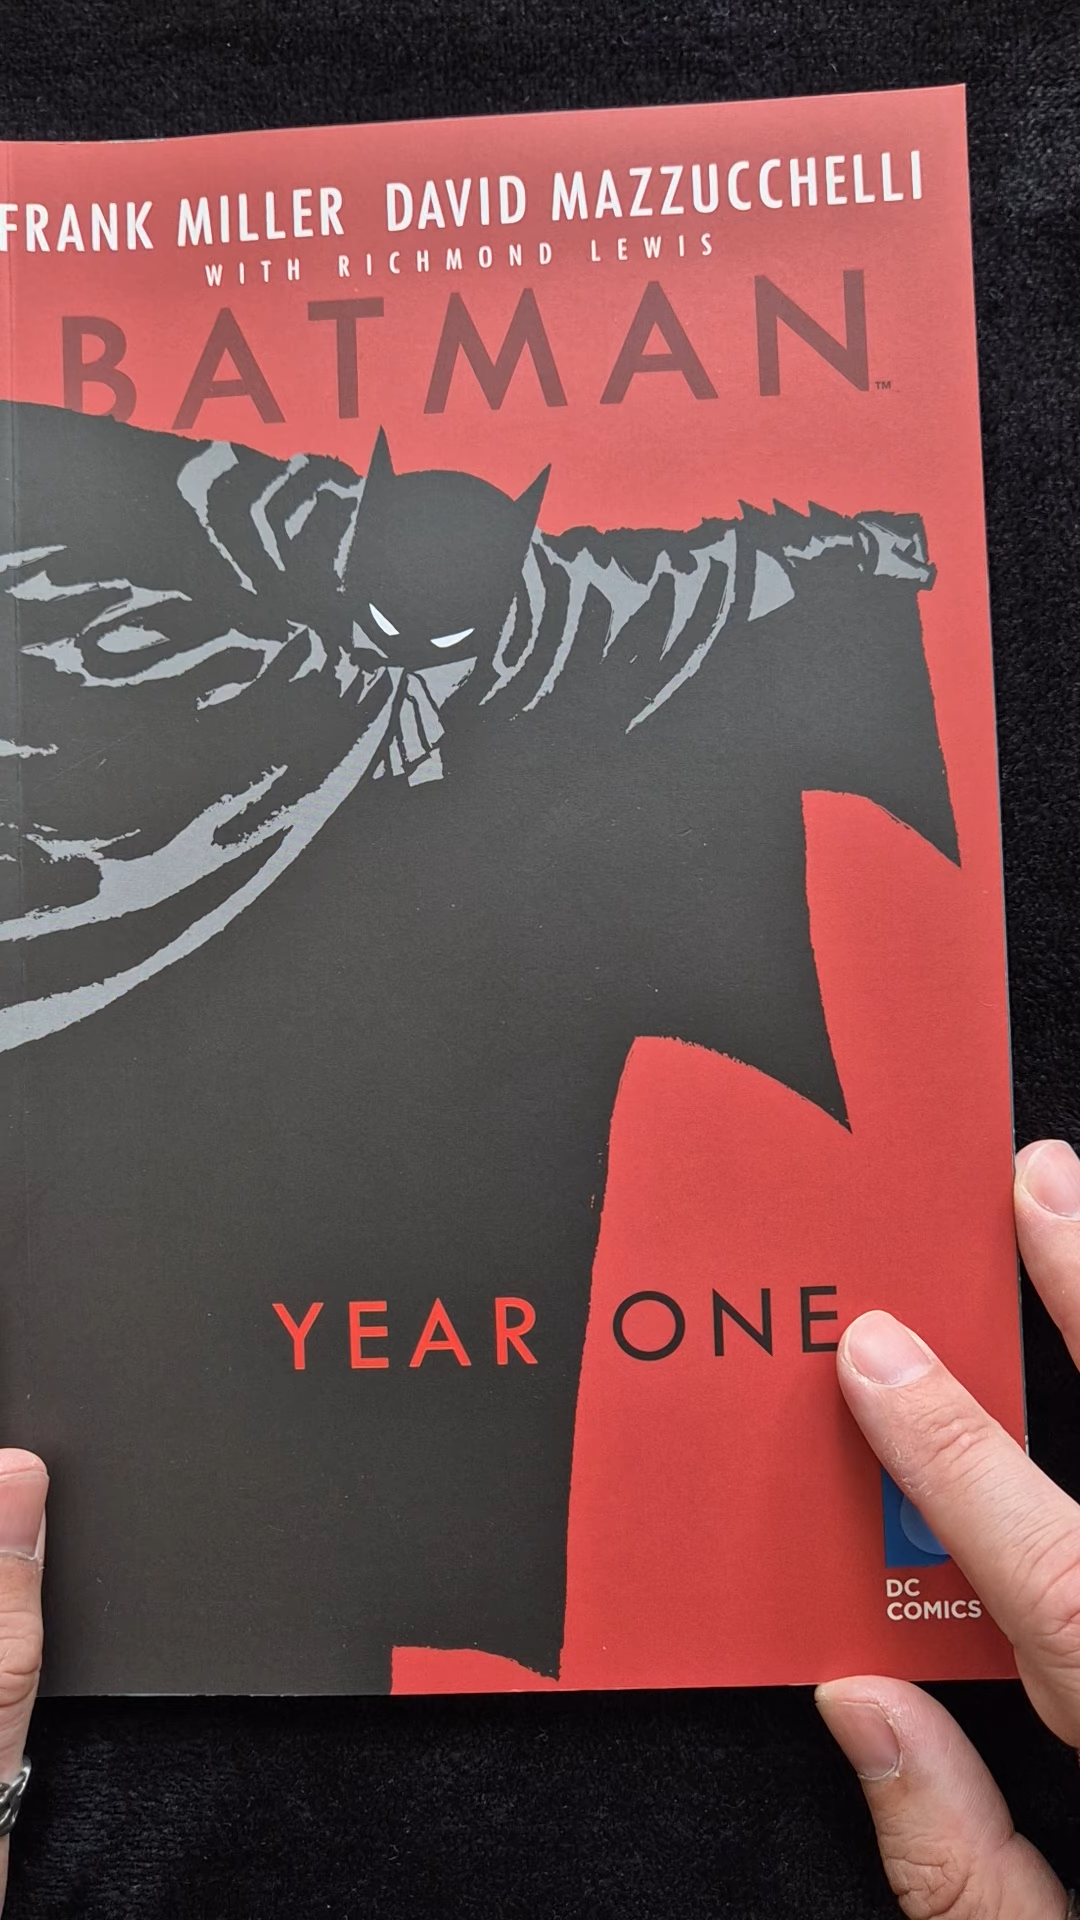 FRANK MILLER DAVID MAZZUCCHELLI
WITH RICHMOND LEWIS
BATMAN™
YEAR ONE
DC
COMICS